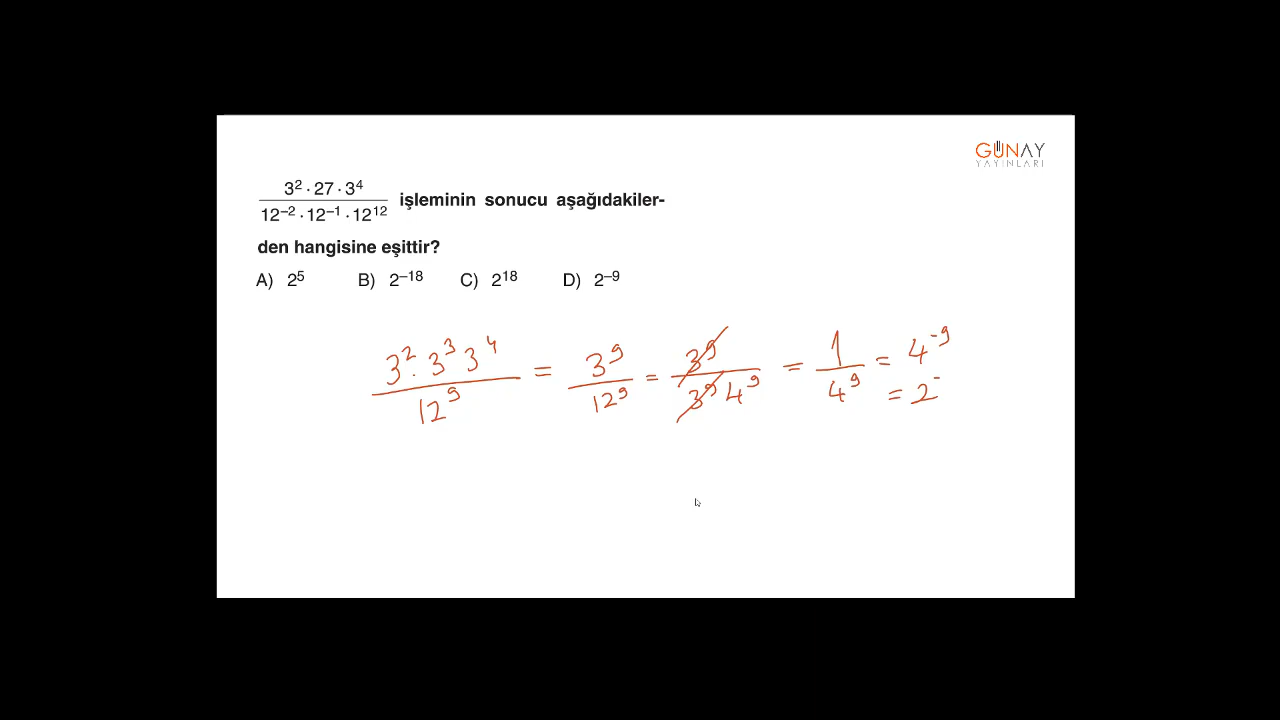 GÜNAY
YAYINLARI
3² · 27 · 3⁴ / 12⁻² · 12⁻¹ · 12¹² işleminin sonucu aşağıdakiler-
den hangisine eşittir?
A) 2⁵ B) 2⁻¹⁸ C) 2¹⁸ D) 2⁻⁹
3² · 3³ 3⁴ / 12⁹ = 3⁹ / 12⁹ = 3⁹ / 3⁹ 4⁹ = 1 / 4⁹ = 4⁻⁹
= 2⁻